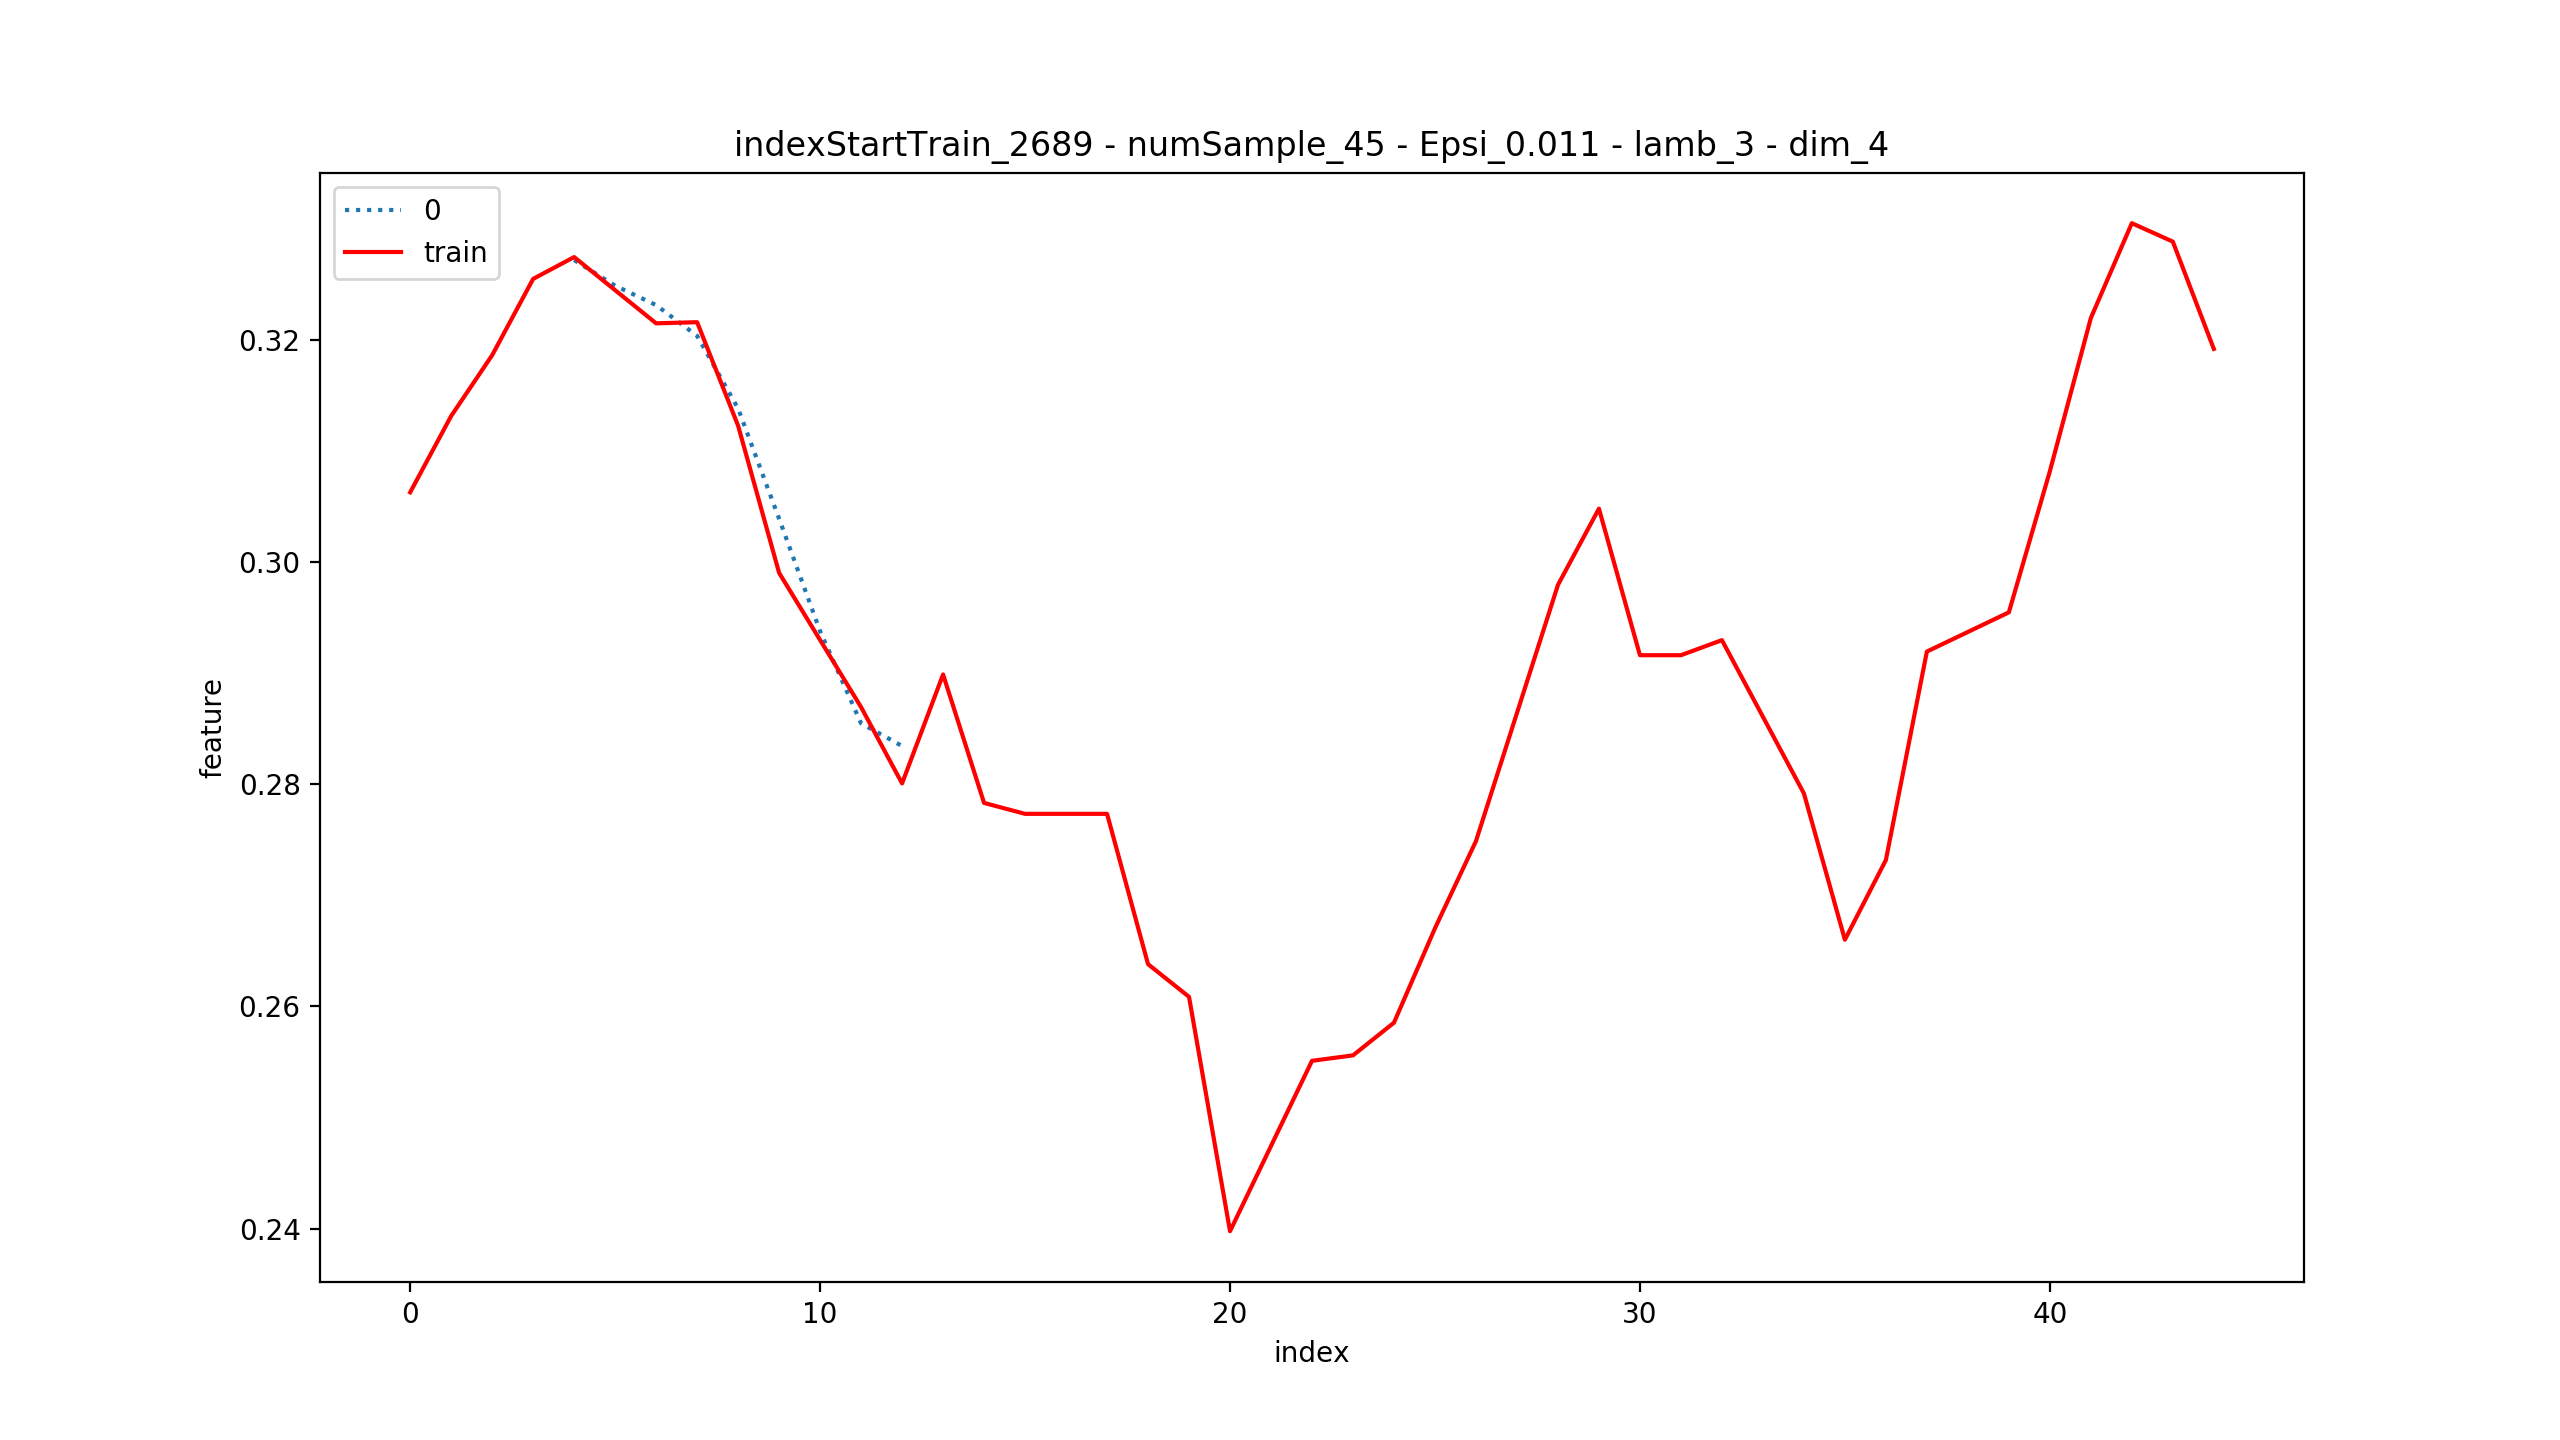 indexStartTrain_2689 - numSample_45 - Epsi_0.011 - lamb_3 - dim_4
0
train
0.32
0.30
0.28
0.26
0.24
feature
0 10 20 30 40
index